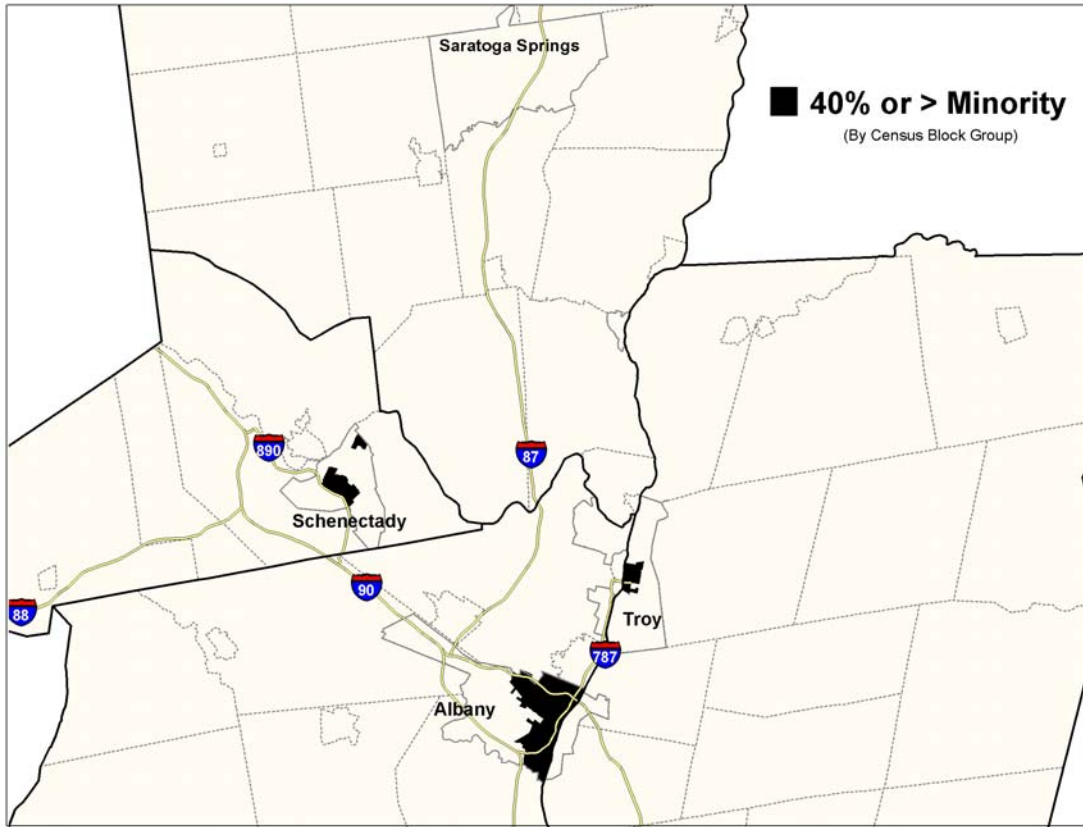 Saratoga Springs
40% or > Minority
(By Census Block Group)
890
87
Schenectady
90
88
Troy
787
Albany